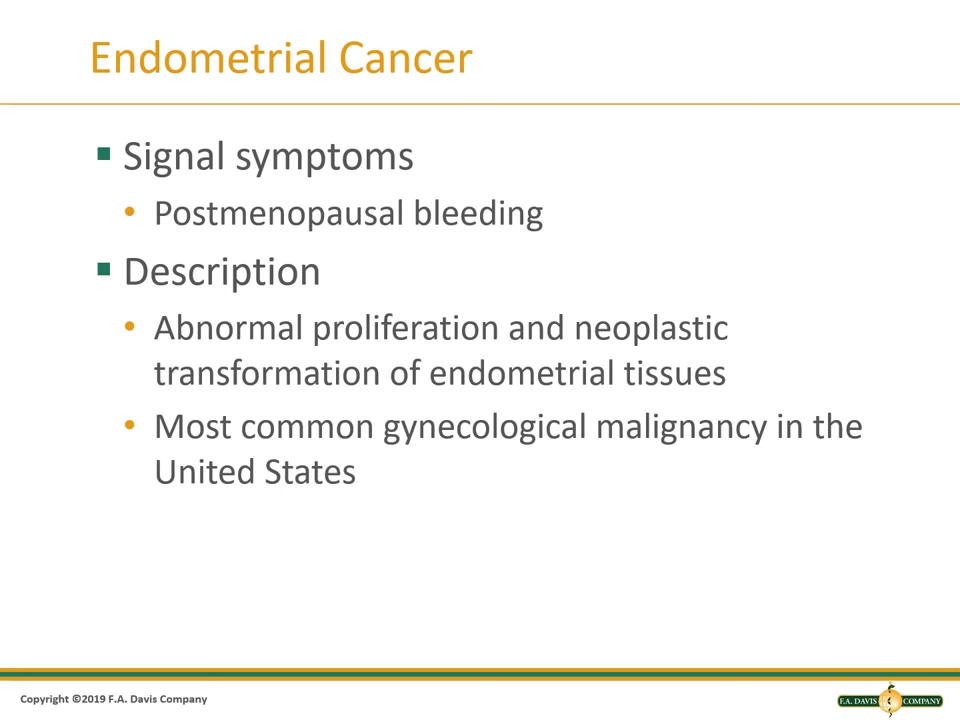 Endometrial Cancer
Signal symptoms
Postmenopausal bleeding
Description
Abnormal proliferation and neoplastic
transformation of endometrial tissues
Most common gynecological malignancy in the
United States
Copyright ©2019 F.A. Davis Company
F.A. DAVIS COMPANY